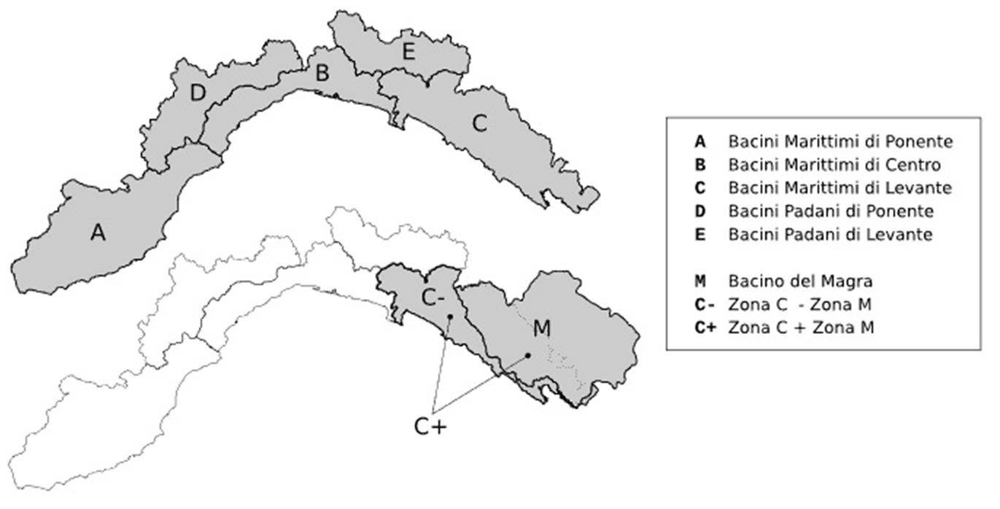 E
B
D
C
A
C-
M
C+
A Bacini Marittimi di Ponente
B Bacini Marittimi di Centro
C Bacini Marittimi di Levante
D Bacini Padani di Ponente
E Bacini Padani di Levante
M Bacino del Magra
C- Zona C - Zona M
C+ Zona C + Zona M